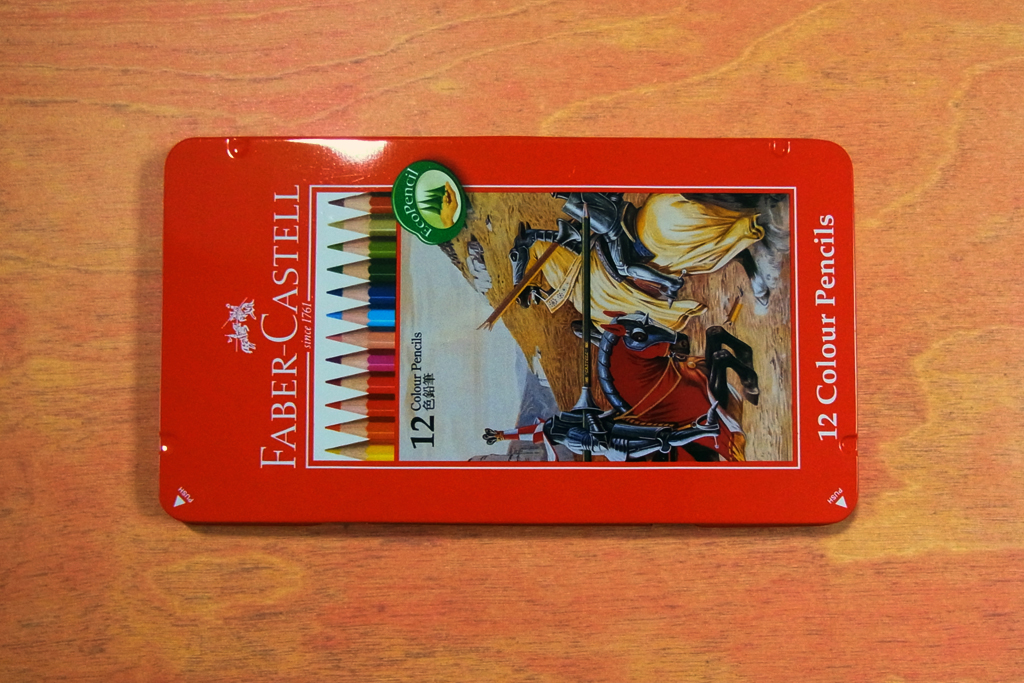 FABER-CASTELL
since 1761
EcoPencil
12 Colour Pencils
色鉛筆
12 Colour Pencils
PUSH
PUSH